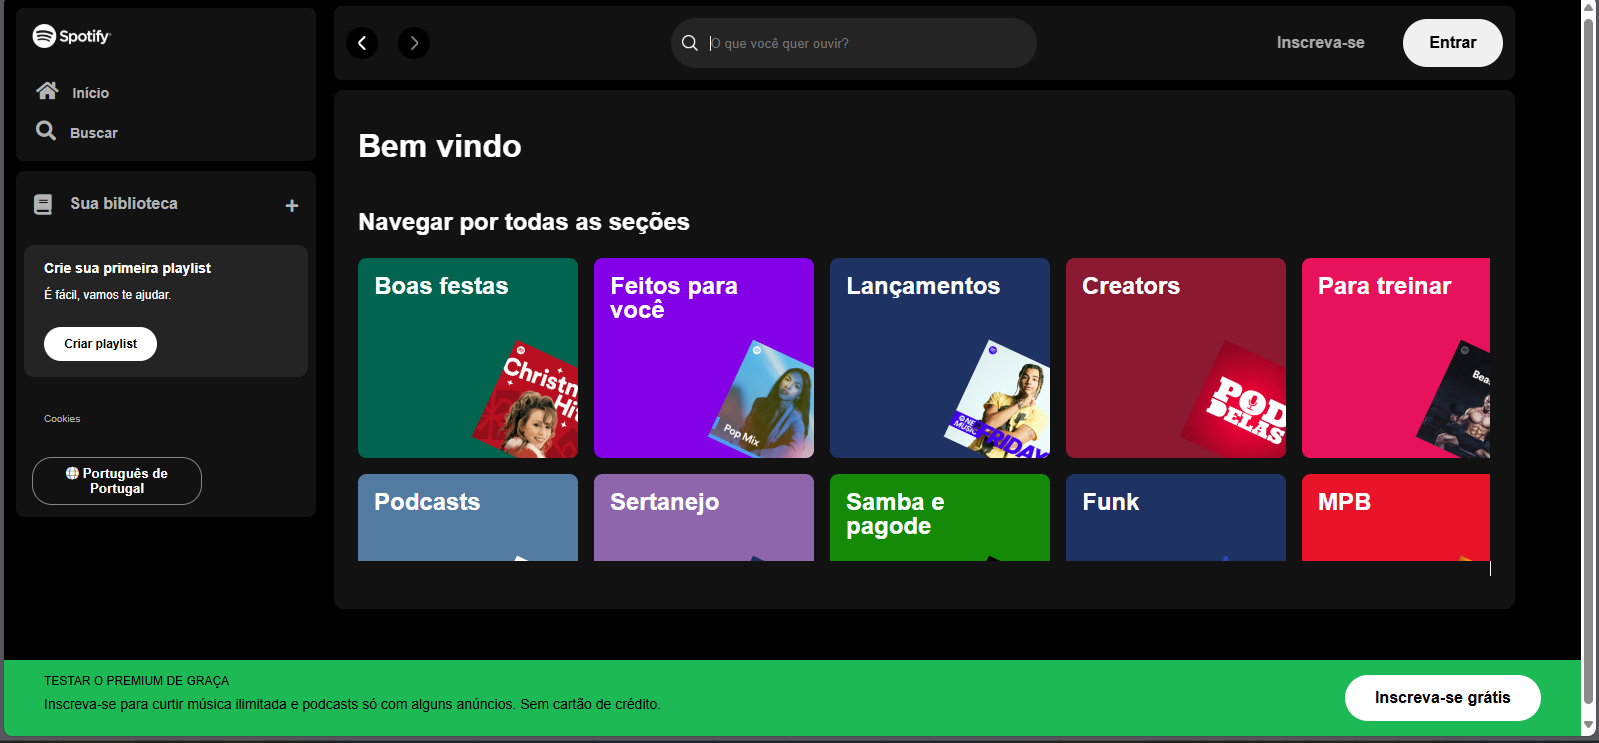 Spotify
Início
Buscar
Sua biblioteca
Crie sua primeira playlist
É fácil, vamos te ajudar.
Criar playlist
Cookies
Português de
Portugal
O que você quer ouvir?
Inscreva-se
Entrar
Bem vindo
Navegar por todas as seções
Boas festas
Feitos para
você
Lançamentos
Creators
Para treinar
Christm
Hit
Pop Mix
NE
MUSIC
FRIDAY
POD
DELAS
Bea
Podcasts
Sertanejo
Samba e
pagode
Funk
MPB
TESTAR O PREMIUM DE GRAÇA
Inscreva-se para curtir música ilimitada e podcasts só com alguns anúncios. Sem cartão de crédito.
Inscreva-se grátis